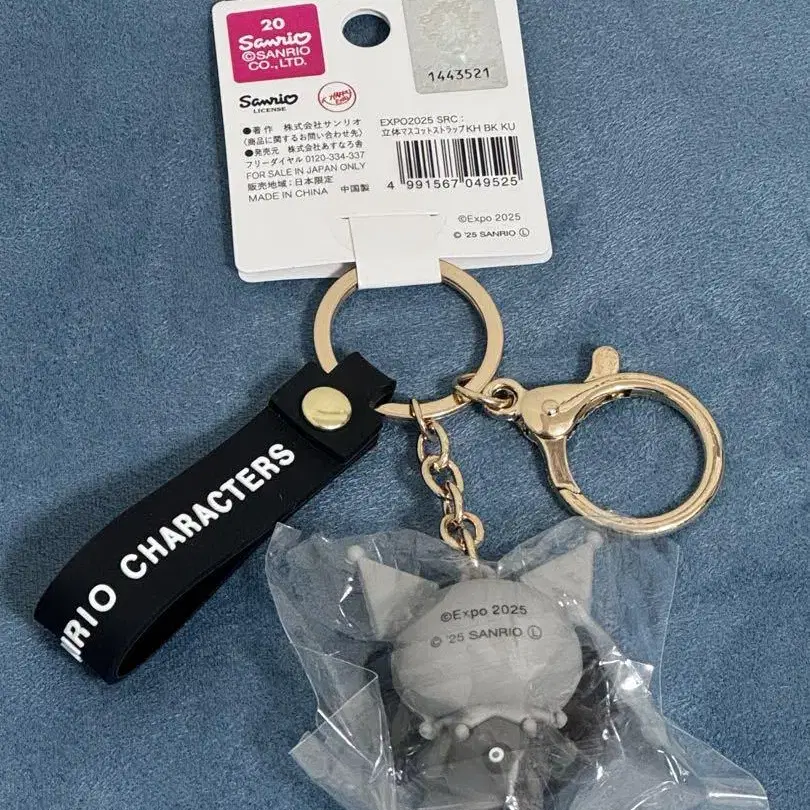 20
Sanrio
©SANRIO
CO.,LTD.
1443521
Sanrio
LICENSE
●著作 株式会社サンリオ
(商品に関するお問い合わせ先)
●発売元 株式会社あすなろ舎
フリーダイヤル 0120-334-337
FOR SALE IN JAPAN ONLY
販売地域:日本限定
MADE IN CHINA 中国製
EXPO2025 SRC:
立体マスコットストラップKH BK KU
4 991567 049525
©Expo 2025
© '25 SANRIO Ⓛ
RIO CHARACTERS
©Expo 2025
© '25 SANRIO Ⓛ